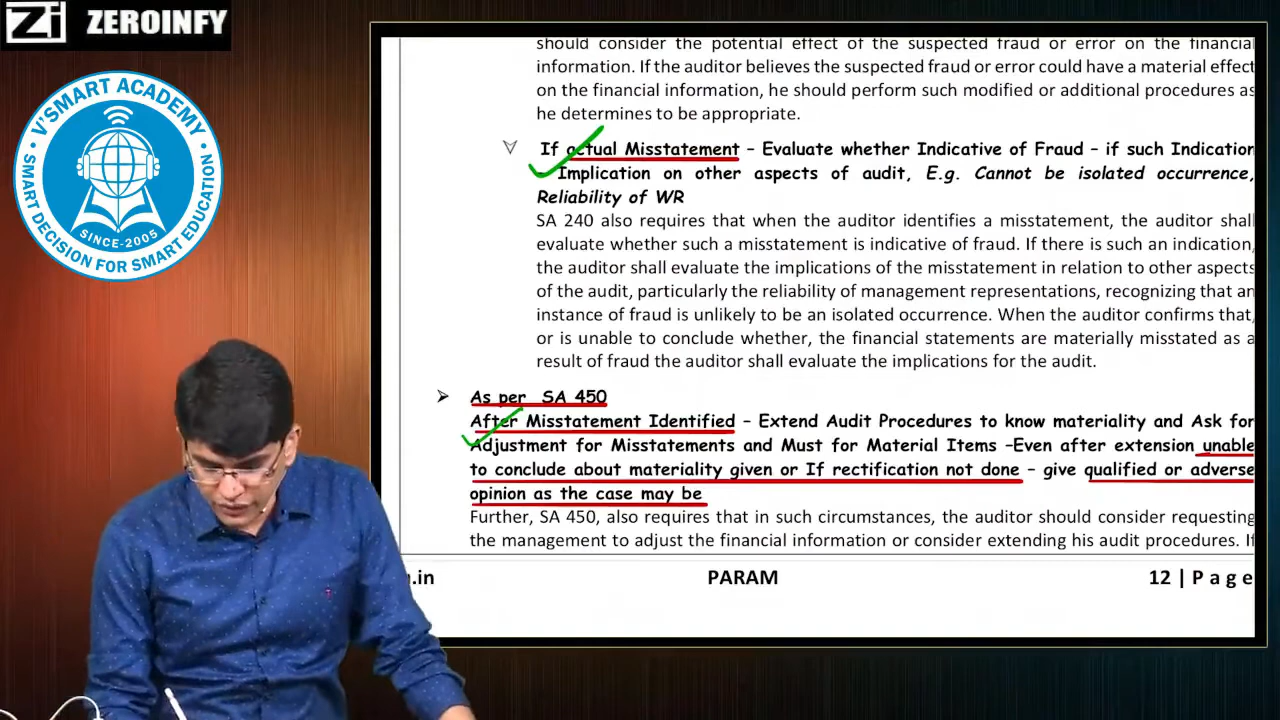 Zi ZEROINFY
V'SMART ACADEMY
SINCE-2005
SMART DECISION FOR SMART EDUCATION
should consider the potential effect of the suspected fraud or error on the financial
information. If the auditor believes the suspected fraud or error could have a material effect
on the financial information, he should perform such modified or additional procedures as
he determines to be appropriate.
If actual Misstatement – Evaluate whether Indicative of Fraud – if such Indication
– Implication on other aspects of audit, E.g. Cannot be isolated occurrence,
Reliability of WR
SA 240 also requires that when the auditor identifies a misstatement, the auditor shall
evaluate whether such a misstatement is indicative of fraud. If there is such an indication,
the auditor shall evaluate the implications of the misstatement in relation to other aspects
of the audit, particularly the reliability of management representations, recognizing that an
instance of fraud is unlikely to be an isolated occurrence. When the auditor confirms that,
or is unable to conclude whether, the financial statements are materially misstated as a
result of fraud the auditor shall evaluate the implications for the audit.
As per SA 450
After Misstatement Identified – Extend Audit Procedures to know materiality and Ask for
Adjustment for Misstatements and Must for Material Items –Even after extension unable
to conclude about materiality given or If rectification not done – give qualified or adverse
opinion as the case may be
Further, SA 450, also requires that in such circumstances, the auditor should consider requesting
the management to adjust the financial information or consider extending his audit procedures. If
.in PARAM 12 | P a g e